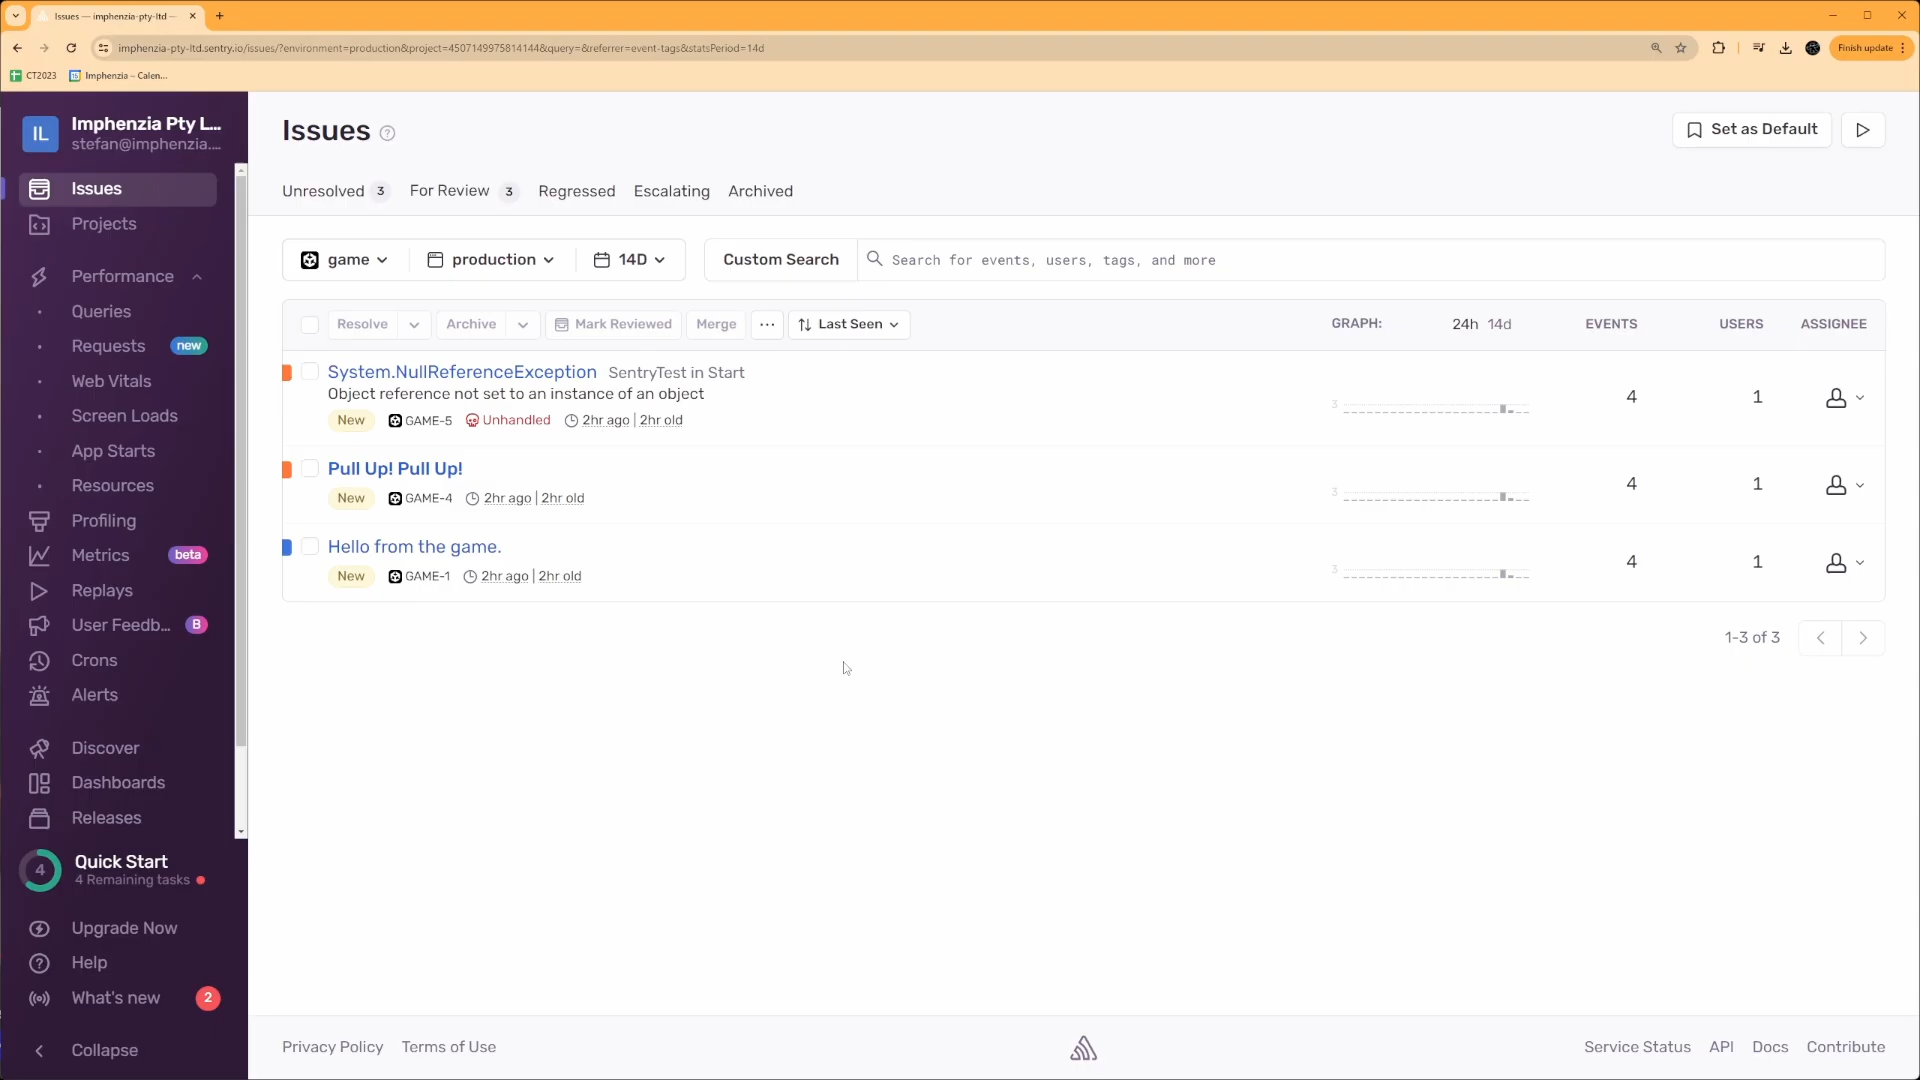 Issues — imphenzia-pty-ltd —
imphenzia-pty-ltd.sentry.io/issues/?environment=production&project=4507149975814144&query=&referrer=event-tags&statsPeriod=14d
Finish update
CT2023
Imphenzia – Calen...
IL
Imphenzia Pty L...
stefan@imphenzia....
Issues
Projects
Performance
Queries
Requests new
Web Vitals
Screen Loads
App Starts
Resources
Profiling
Metrics beta
Replays
User Feedb... B
Crons
Alerts
Discover
Dashboards
Releases
4
Quick Start
4 Remaining tasks
Upgrade Now
Help
What's new 2
Collapse
Issues ?
Set as Default
Unresolved 3 For Review 3 Regressed Escalating Archived
game production 14D Custom Search Search for events, users, tags, and more
Resolve Archive Mark Reviewed Merge ... Last Seen GRAPH: 24h 14d EVENTS USERS ASSIGNEE
System.NullReferenceException SentryTest in Start
Object reference not set to an instance of an object
New GAME-5 Unhandled 2hr ago | 2hr old
3 4 1
Pull Up! Pull Up!
New GAME-4 2hr ago | 2hr old
3 4 1
Hello from the game.
New GAME-1 2hr ago | 2hr old
3 4 1
1-3 of 3
Privacy Policy Terms of Use Service Status API Docs Contribute